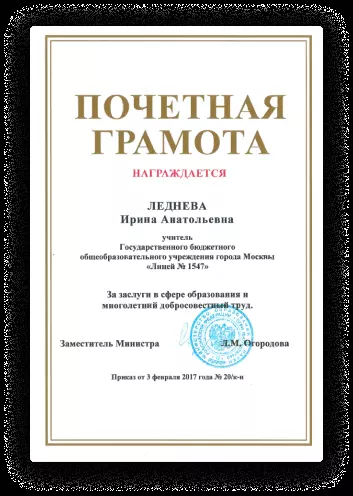 ПОЧЕТНАЯ
ГРАМОТА
НАГРАЖДАЕТСЯ
ЛЕДНЕВА
Ирина Анатольевна
учитель
Государственного бюджетного
общеобразовательного учреждения города Москвы
«Лицей № 1547»
За заслуги в сфере образования и
многолетний добросовестный труд.
Заместитель Министра
Л.М. Огородова
Приказ от 3 февраля 2017 года № 20/к-н